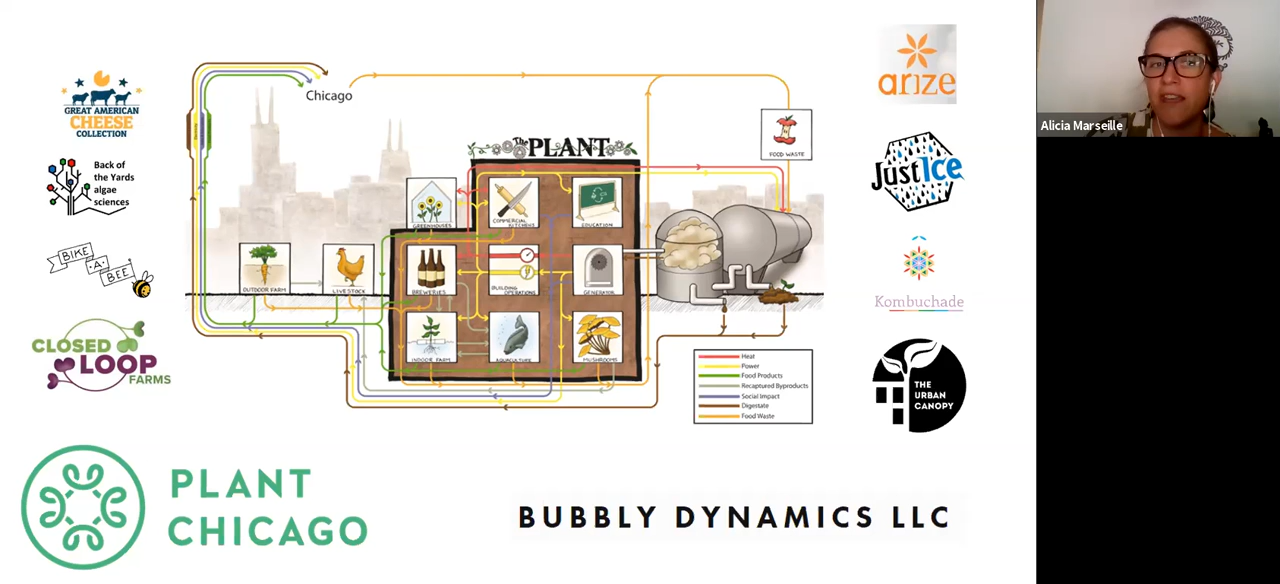 GREAT AMERICAN
CHEESE
COLLECTION
Back of
the Yards
algae
sciences
BIKE
·A·
BEE
CLOSED
LOOP
FARMS
Chicago
The PLANT
FOOD WASTE
GREENHOUSES
COMMERCIAL
KITCHENS
EDUCATION
OUTDOOR FARM
LIVESTOCK
BREWERIES
BUILDING
OPERATIONS
GENERATOR
INDOOR FARM
AQUACULTURE
MUSHROOMS
Heat
Power
Food Products
Recaptured Byproducts
Social Impact
Digestate
Food Waste
arize
JustIce
Kombuchade
THE
URBAN
CANOPY
Alicia Marseille
PLANT
CHICAGO
BUBBLY DYNAMICS LLC